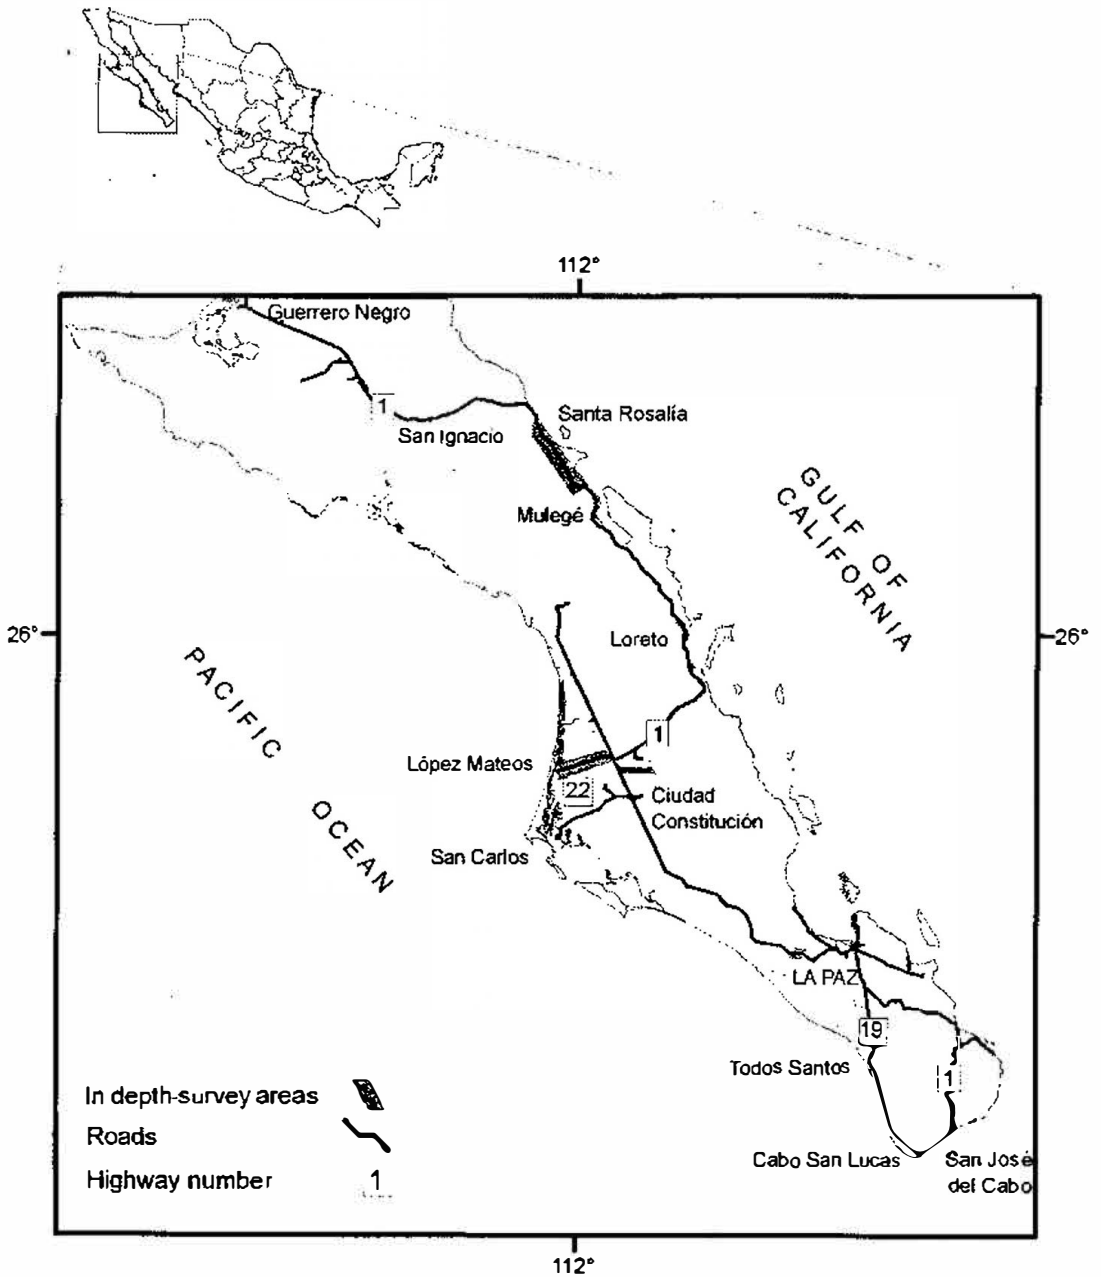 112°
Guerrero Negro
1
Santa Rosalía
San Ignacio
GULF OF
CALIFORNIA
Mulegé
26°
Loreto
26°
PACIFIC
OCEAN
1
López Mateos
22
Ciudad
Constitución
San Carlos
LA PAZ
19
Todos Santos
1
In depth-survey areas
Roads
Highway number
1
Cabo San Lucas
San José
del Cabo
112°